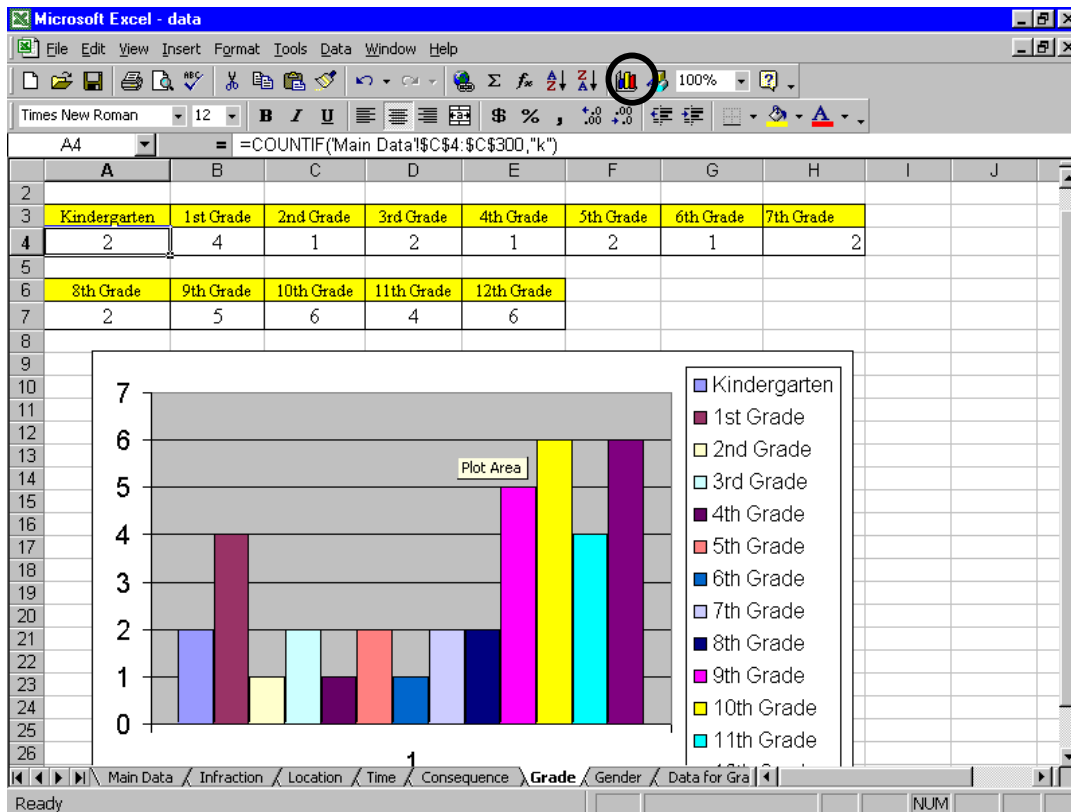 Microsoft Excel - data
File Edit View Insert Format Tools Data Window Help
ABC Σ fx A Z Z A 100% ?
Times New Roman 12 B I U a $ % , .0 .00 .00 .0 A
A4 = =COUNTIF('Main Data'!$C$4:$C$300,"k")
A B C D E F G H I J
2
3 Kindergarten 1st Grade 2nd Grade 3rd Grade 4th Grade 5th Grade 6th Grade 7th Grade
4 2 4 1 2 1 2 1 2
5
6 8th Grade 9th Grade 10th Grade 11th Grade 12th Grade
7 2 5 6 4 6
8
9
10
11
12
13
14
15
16
17
18
19
20
21
22
23
24
25
26
7
6
5
4
3
2
1
0
1
Plot Area
Kindergarten
1st Grade
2nd Grade
3rd Grade
4th Grade
5th Grade
6th Grade
7th Grade
8th Grade
9th Grade
10th Grade
11th Grade
Main Data Infraction Location Time Consequence Grade Gender Data for Gra
Ready NUM